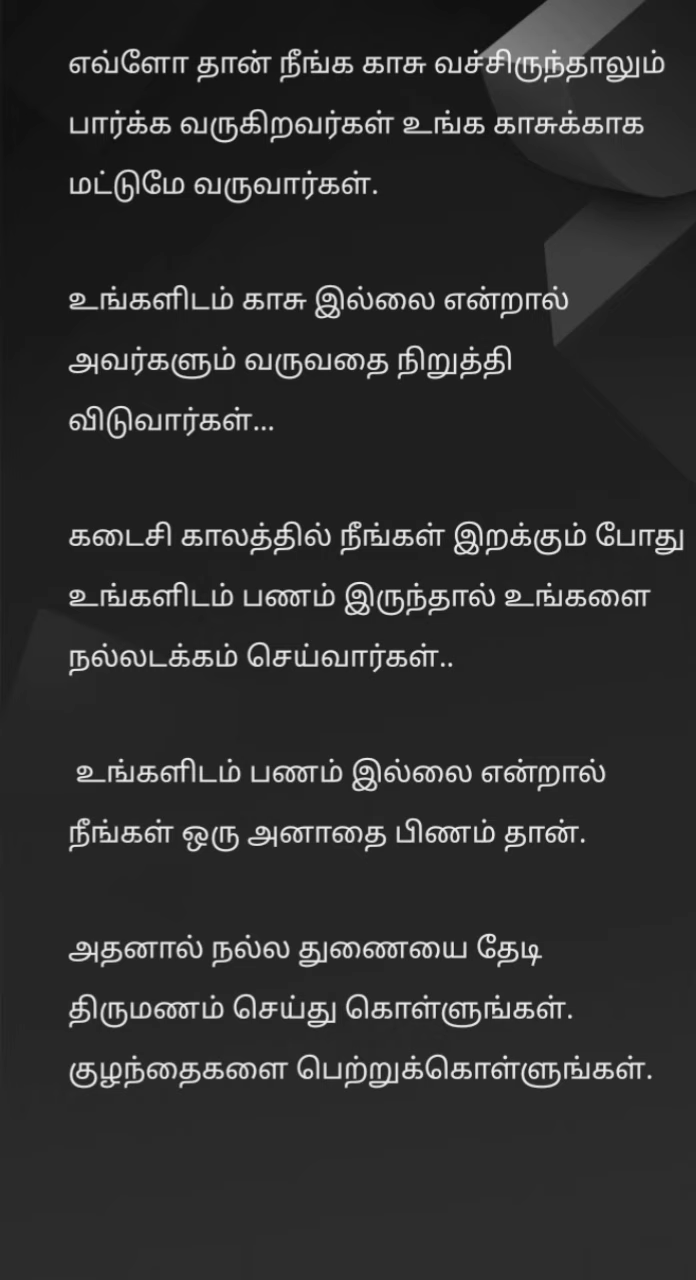 எவ்ளோ தான் நீங்க காசு வச்சிருந்தாலும்
பார்க்க வருகிறவர்கள் உங்க காசுக்காக
மட்டுமே வருவார்கள்.
உங்களிடம் காசு இல்லை என்றால்
அவர்களும் வருவதை நிறுத்தி
விடுவார்கள்...
கடைசி காலத்தில் நீங்கள் இறக்கும் போது
உங்களிடம் பணம் இருந்தால் உங்களை
நல்லடக்கம் செய்வார்கள்..
உங்களிடம் பணம் இல்லை என்றால்
நீங்கள் ஒரு அனாதை பிணம் தான்.
அதனால் நல்ல துணையை தேடி
திருமணம் செய்து கொள்ளுங்கள்.
குழந்தைகளை பெற்றுக்கொள்ளுங்கள்.